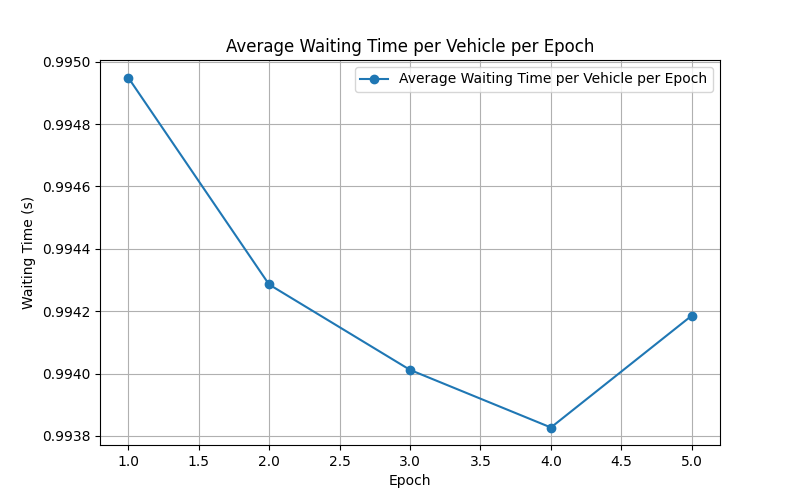 Average Waiting Time per Vehicle per Epoch
Average Waiting Time per Vehicle per Epoch
0.9950
0.9948
0.9946
0.9944
0.9942
0.9940
0.9938
Waiting Time (s)
1.0 1.5 2.0 2.5 3.0 3.5 4.0 4.5 5.0
Epoch